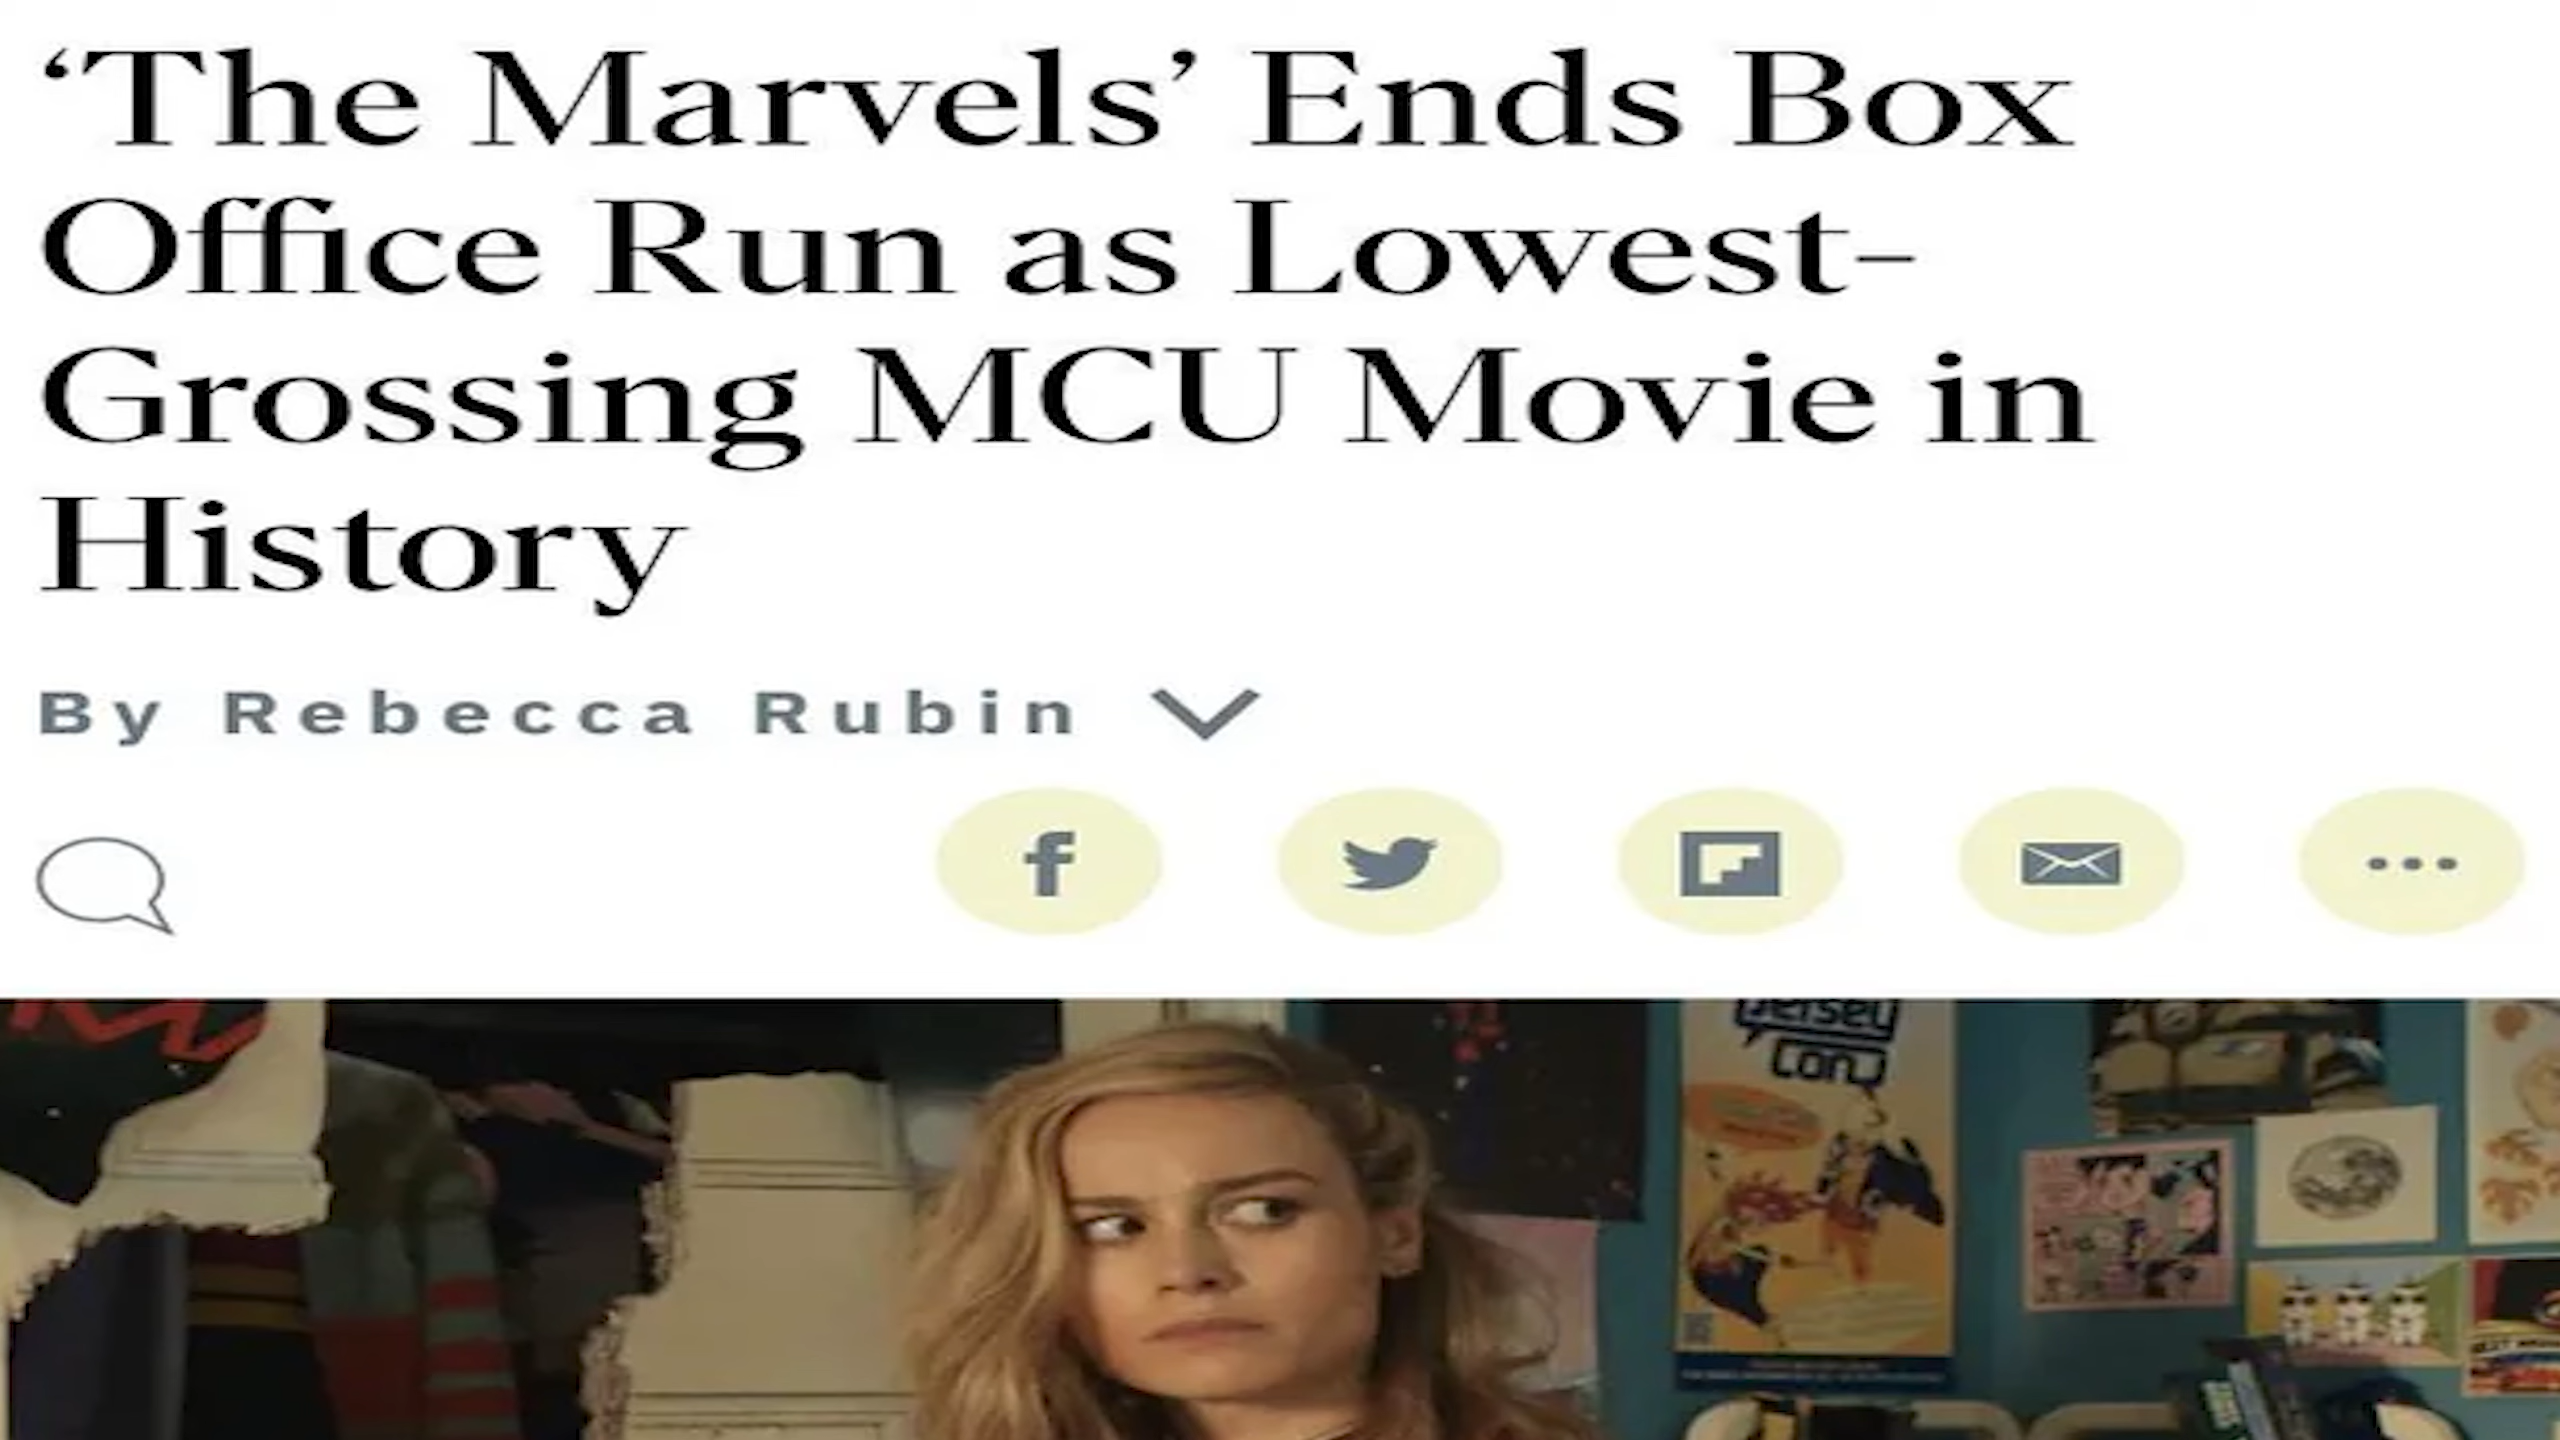 ‘The Marvels’ Ends Box
Office Run as Lowest-
Grossing MCU Movie in
History
By Rebecca Rubin